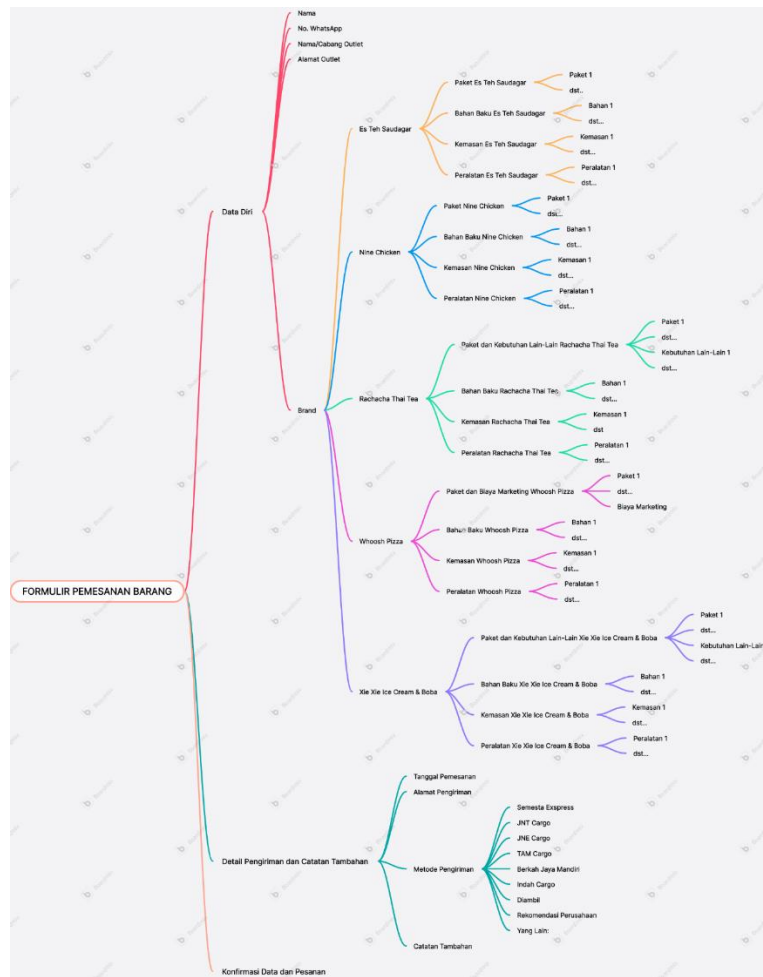 FORMULIR PEMESANAN BARANG
Data Diri
Nama
No. WhatsApp
Nama/Cabang Outlet
Alamat Outlet
Brand
Es Teh Saudagar
Paket Es Teh Saudagar
Paket 1
dst..
Bahan Baku Es Teh Saudagar
Bahan 1
dst...
Kemasan Es Teh Saudagar
Kemasan 1
dst...
Peralatan Es Teh Saudagar
Peralatan 1
dst...
Nine Chicken
Paket Nine Chicken
Paket 1
dst...
Bahan Baku Nine Chicken
Bahan 1
dst...
Kemasan Nine Chicken
Kemasan 1
dst...
Peralatan Nine Chicken
Peralatan 1
dst...
Rachacha Thai Tea
Paket dan Kebutuhan Lain-Lain Rachacha Thai Tea
Paket 1
dst...
Kebutuhan Lain-Lain 1
dst...
Bahan Baku Rachacha Thai Tea
Bahan 1
dst...
Kemasan Rachacha Thai Tea
Kemasan 1
dst
Peralatan Rachacha Thai Tea
Peralatan 1
dst...
Whoosh Pizza
Paket dan Biaya Marketing Whoosh Pizza
Paket 1
dst...
Biaya Marketing
Bahan Baku Whoosh Pizza
Bahan 1
dst...
Kemasan Whoosh Pizza
Kemasan 1
dst...
Peralatan Whoosh Pizza
Peralatan 1
dst...
Xie Xie Ice Cream & Boba
Paket dan Kebutuhan Lain-Lain Xie Xie Ice Cream & Boba
Paket 1
dst...
Kebutuhan Lain-Lain
dst...
Bahan Baku Xie Xie Ice Cream & Boba
Bahan 1
dst...
Kemasan Xie Xie Ice Cream & Boba
Kemasan 1
dst...
Peralatan Xie Xie Ice Cream & Boba
Peralatan 1
dst...
Detail Pengiriman dan Catatan Tambahan
Tanggal Pemesanan
Alamat Pengiriman
Metode Pengiriman
Semesta Exspress
JNT Cargo
JNE Cargo
TAM Cargo
Berkah Jaya Mandiri
Indah Cargo
Diambil
Rekomendasi Perusahaan
Yang Lain:
Catatan Tambahan
Konfirmasi Data dan Pesanan